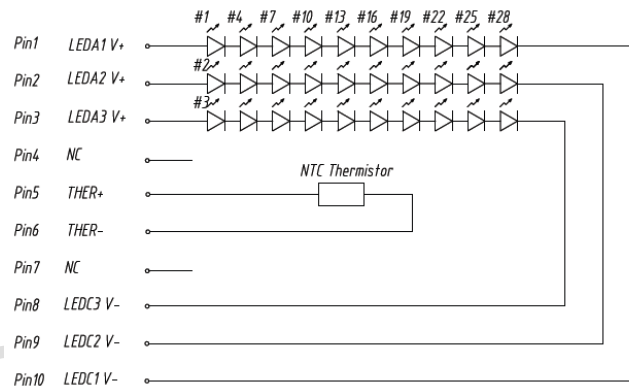 #1 #4 #7 #10 #13 #16 #19 #22 #25 #28
Pin1 LEDA1 V+
#2
Pin2 LEDA2 V+
#3
Pin3 LEDA3 V+
Pin4 NC
NTC Thermistor
Pin5 THER+
Pin6 THER-
Pin7 NC
Pin8 LEDC3 V-
Pin9 LEDC2 V-
Pin10 LEDC1 V-